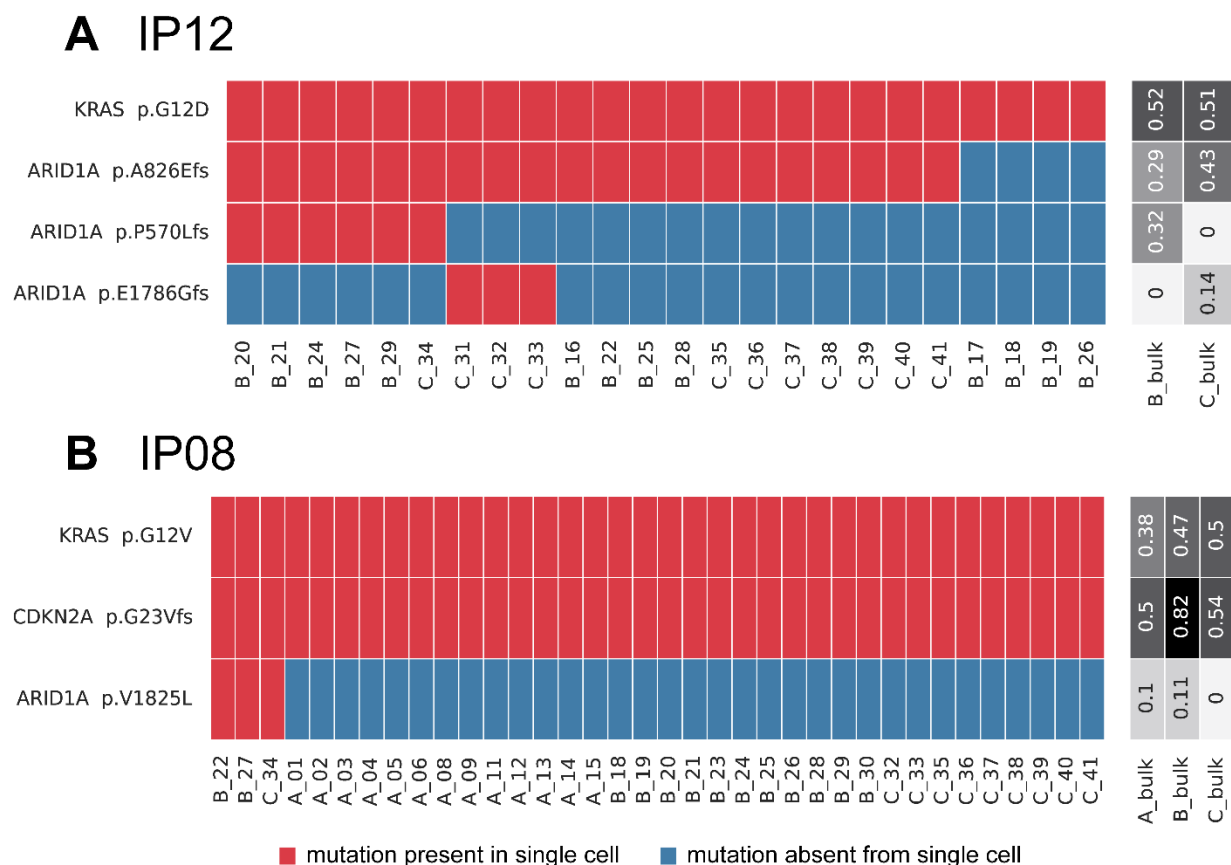 A IP12
KRAS p.G12D
0.52 0.51
ARID1A p.A826Efs
0.29 0.43
ARID1A p.P570Lfs
0.32 0
ARID1A p.E1786Gfs
0 0.14
B_20 B_21 B_24 B_27 B_29 C_34 C_31 C_32 C_33 B_16 B_22 B_25 B_28 C_35 C_36 C_37 C_38 C_39 C_40 C_41 B_17 B_18 B_19 B_26
B_bulk C_bulk
B IP08
KRAS p.G12V
0.38 0.47 0.5
CDKN2A p.G23Vfs
0.5 0.82 0.54
ARID1A p.V1825L
0.1 0.11 0
B_22 B_27 C_34 A_01 A_02 A_03 A_04 A_05 A_06 A_08 A_09 A_11 A_12 A_13 A_14 A_15 B_18 B_19 B_20 B_21 B_23 B_24 B_25 B_26 B_28 B_29 B_30 C_32 C_33 C_35 C_36 C_37 C_38 C_39 C_40 C_41
A_bulk B_bulk C_bulk
mutation present in single cell mutation absent from single cell